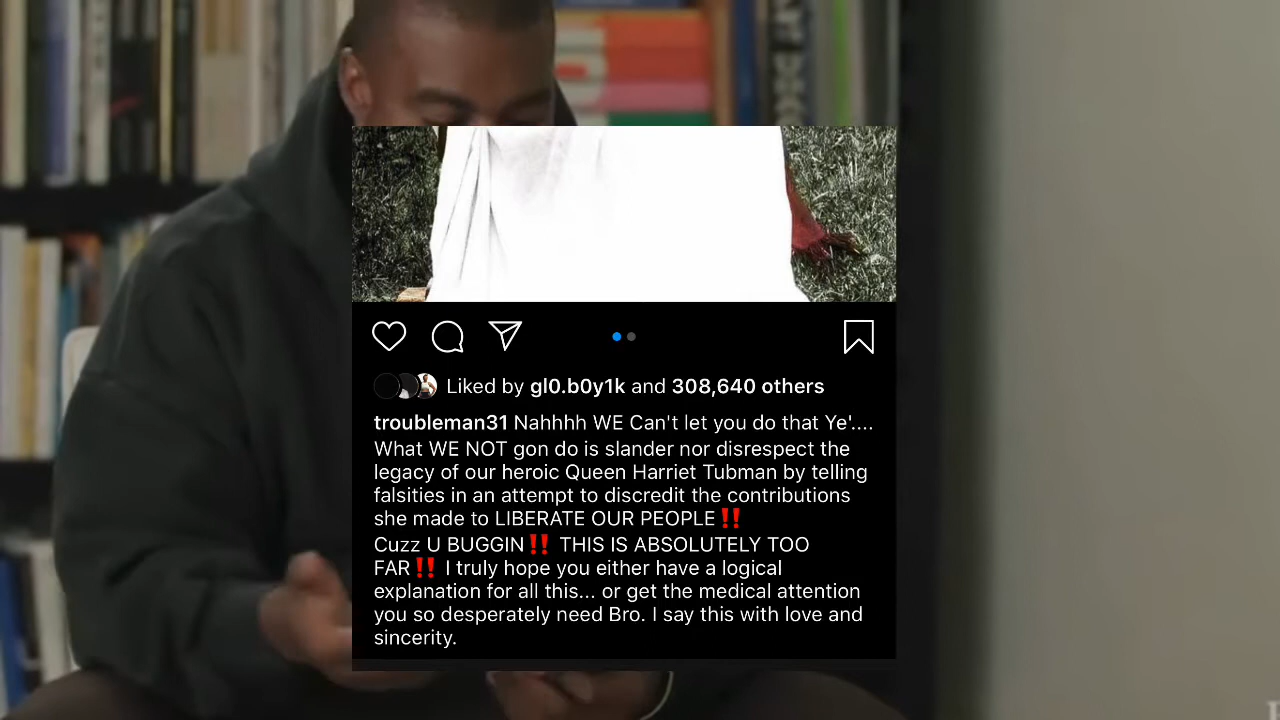 Liked by gl0.b0y1k and 308,640 others
troubleman31 Nahhhh WE Can't let you do that Ye'....
What WE NOT gon do is slander nor disrespect the
legacy of our heroic Queen Harriet Tubman by telling
falsities in an attempt to discredit the contributions
she made to LIBERATE OUR PEOPLE‼️
Cuzz U BUGGIN‼️ THIS IS ABSOLUTELY TOO
FAR‼️ I truly hope you either have a logical
explanation for all this... or get the medical attention
you so desperately need Bro. I say this with love and
sincerity.